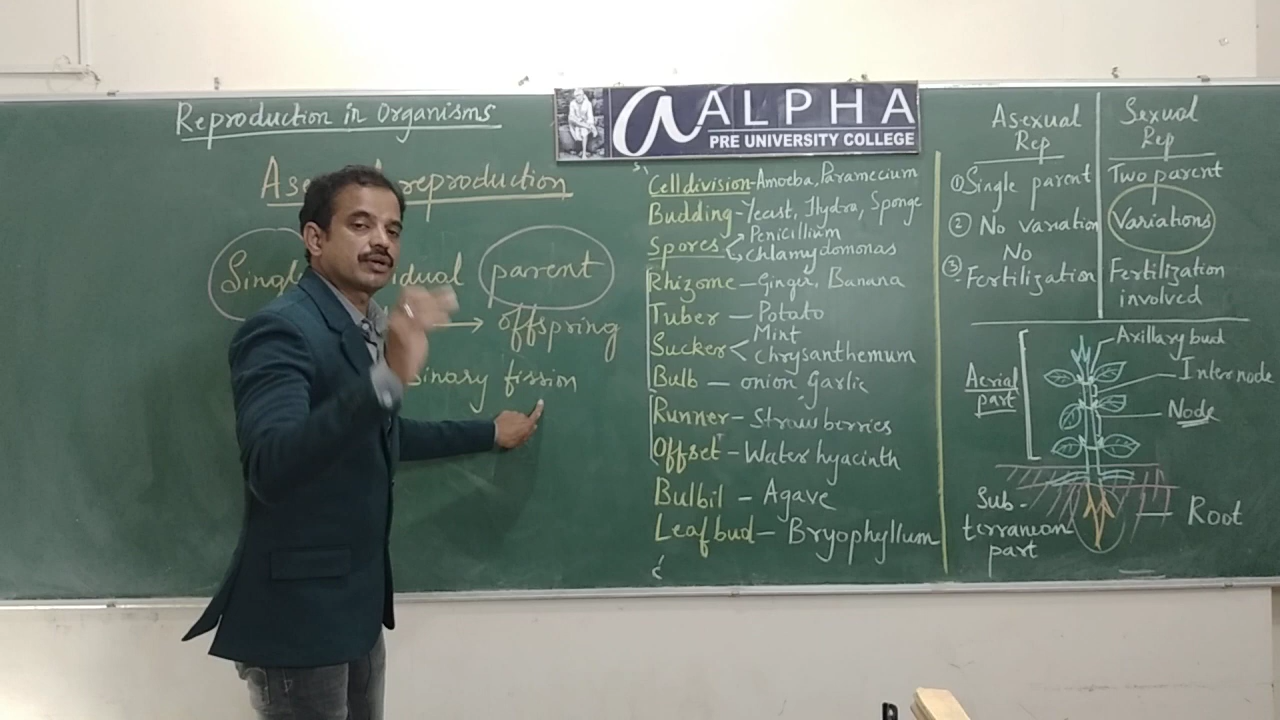 Reproduction in Organisms
Asexual reproduction
parent
offspring
Binary fission
a ALPHA
PRE UNIVERSITY COLLEGE
Cell division - Amoeba, Paramecium
Budding - Yeast, Hydra, Sponge
Spores < Penicillium
Chlamydomonas
Rhizome - Ginger, Banana
Tuber - Potato
Sucker < Mint
Chrysanthemum
Bulb - onion, Garlic
Runner - Strawberries
Offset - Water hyacinth
Bulbil - Agave
Leaf bud - Bryophyllum
Asexual Rep
① Single parent
② No variation
③ No Fertilization
Sexual Rep
Two parent
Variations
Fertilization
involved
Axillary bud
Internode
Node
Aerial
part
Sub-
terranean
part
Root